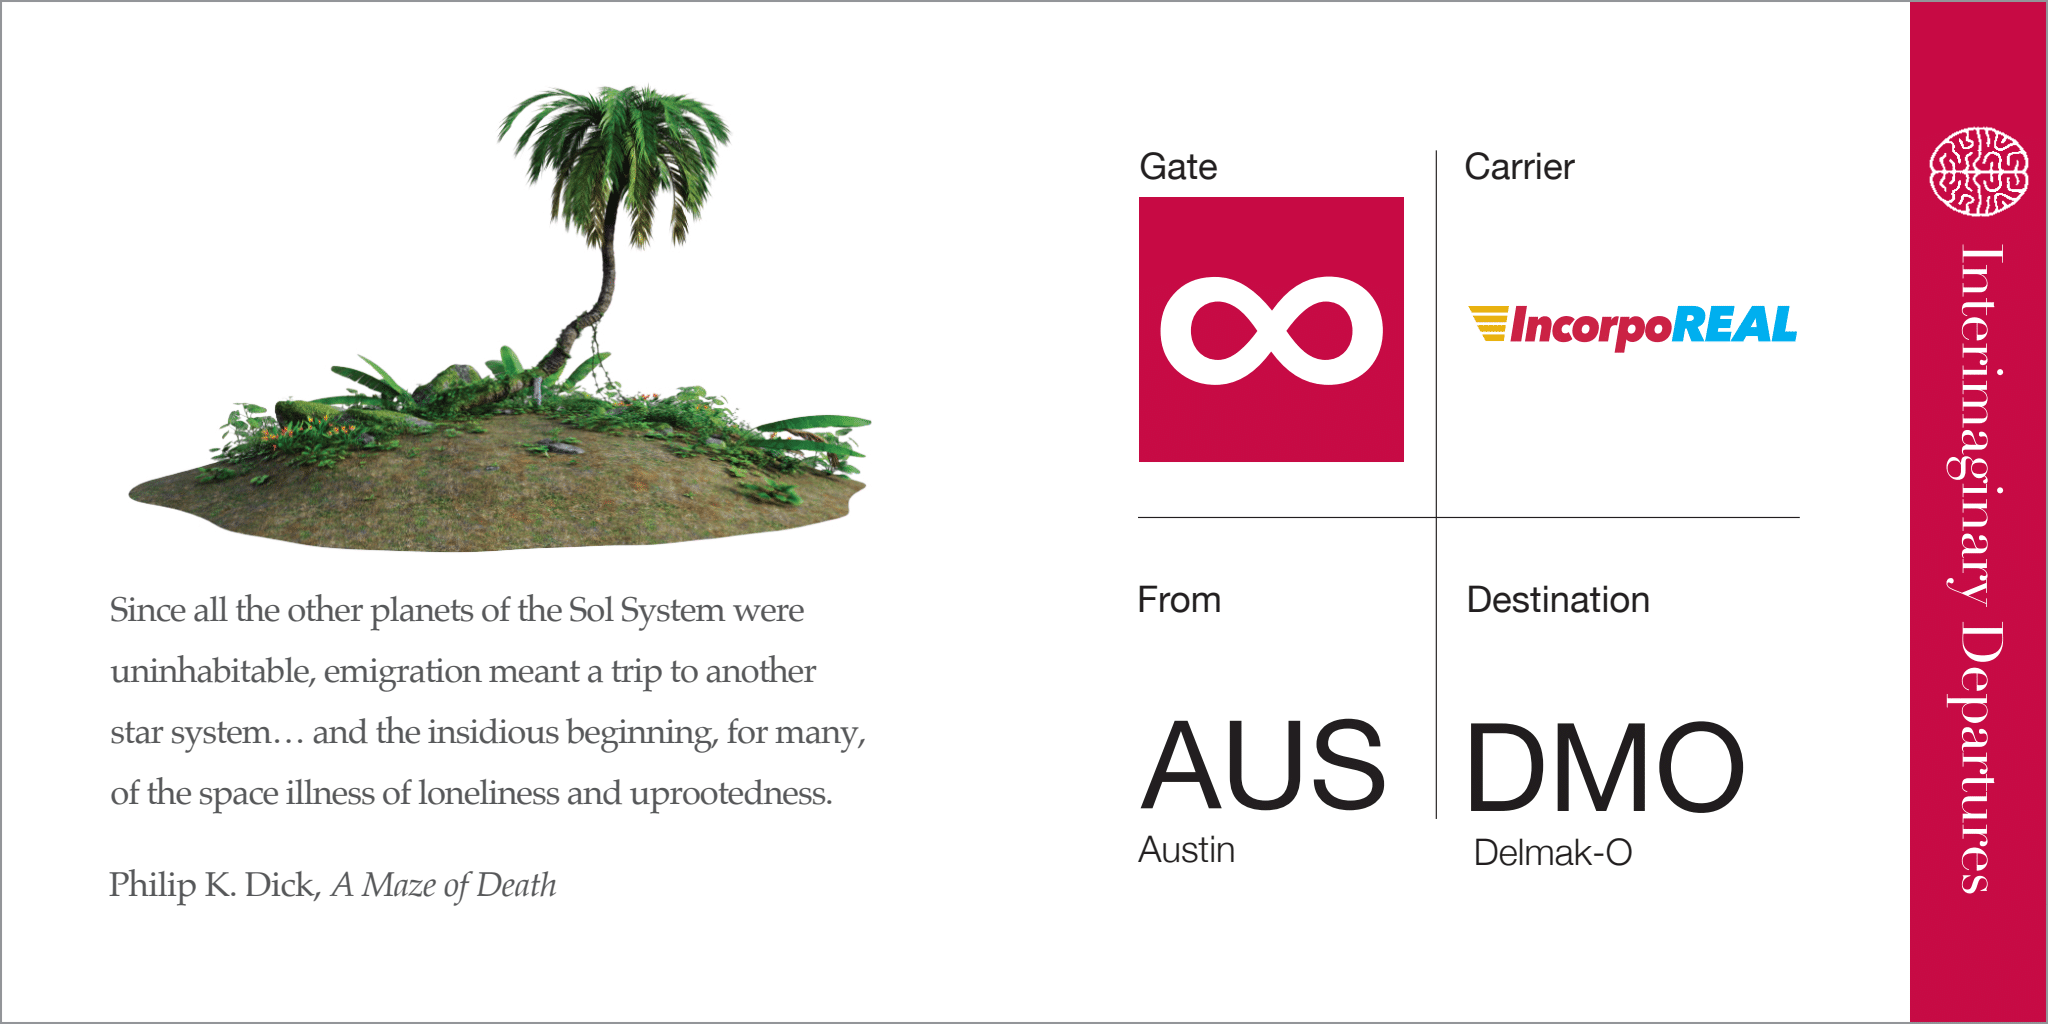 Since all the other planets of the Sol System were
uninhabitable, emigration meant a trip to another
star system… and the insidious beginning, for many,
of the space illness of loneliness and uprootedness.
Philip K. Dick, A Maze of Death
Gate
∞
Carrier
IncorpoREAL
From
AUS
Austin
Destination
DMO
Delmak-O
Interimaginary Departures